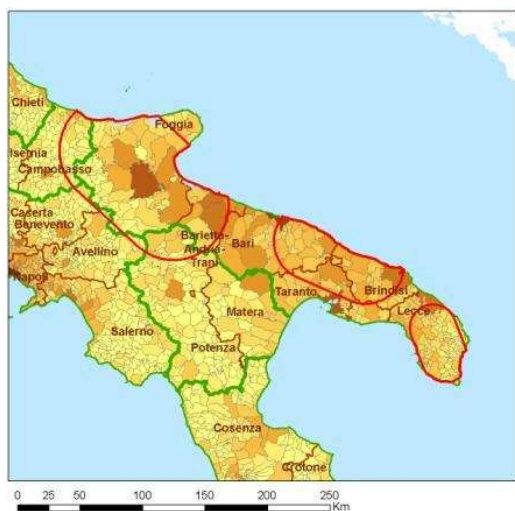 Chieti
Foggia
Isernia
Campobasso
Caserta
Benevento
Barletta-
Andria-
Trani
Bari
Avellino
Napoli
Taranto
Brindisi
Lecce
Matera
Salerno
Potenza
Cosenza
Crotone
0 25 50 100 150 200 250
Km